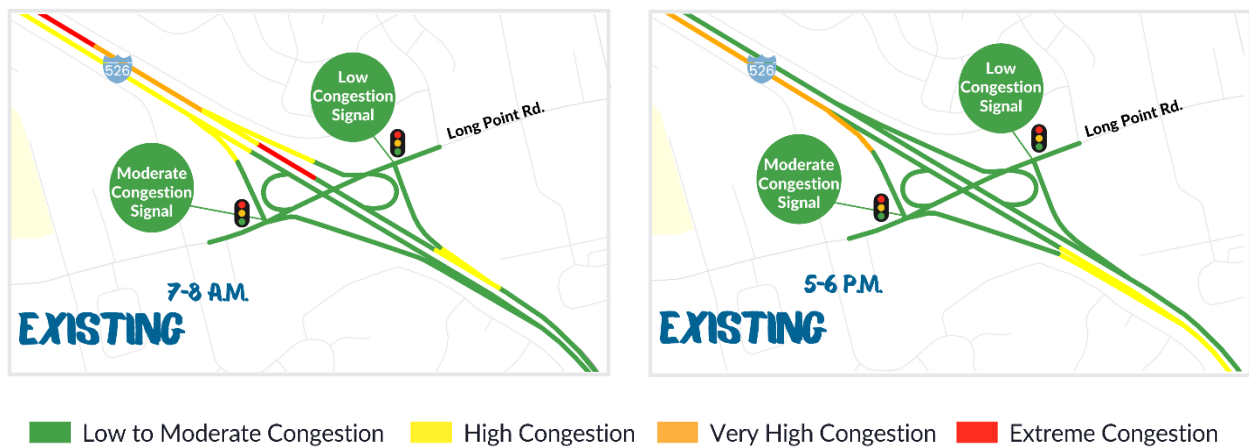 526
Low
Congestion
Signal
Long Point Rd.
Moderate
Congestion
Signal
7-8 A.M.
EXISTING
526
Low
Congestion
Signal
Long Point Rd.
Moderate
Congestion
Signal
5-6 P.M.
EXISTING
Low to Moderate Congestion
High Congestion
Very High Congestion
Extreme Congestion